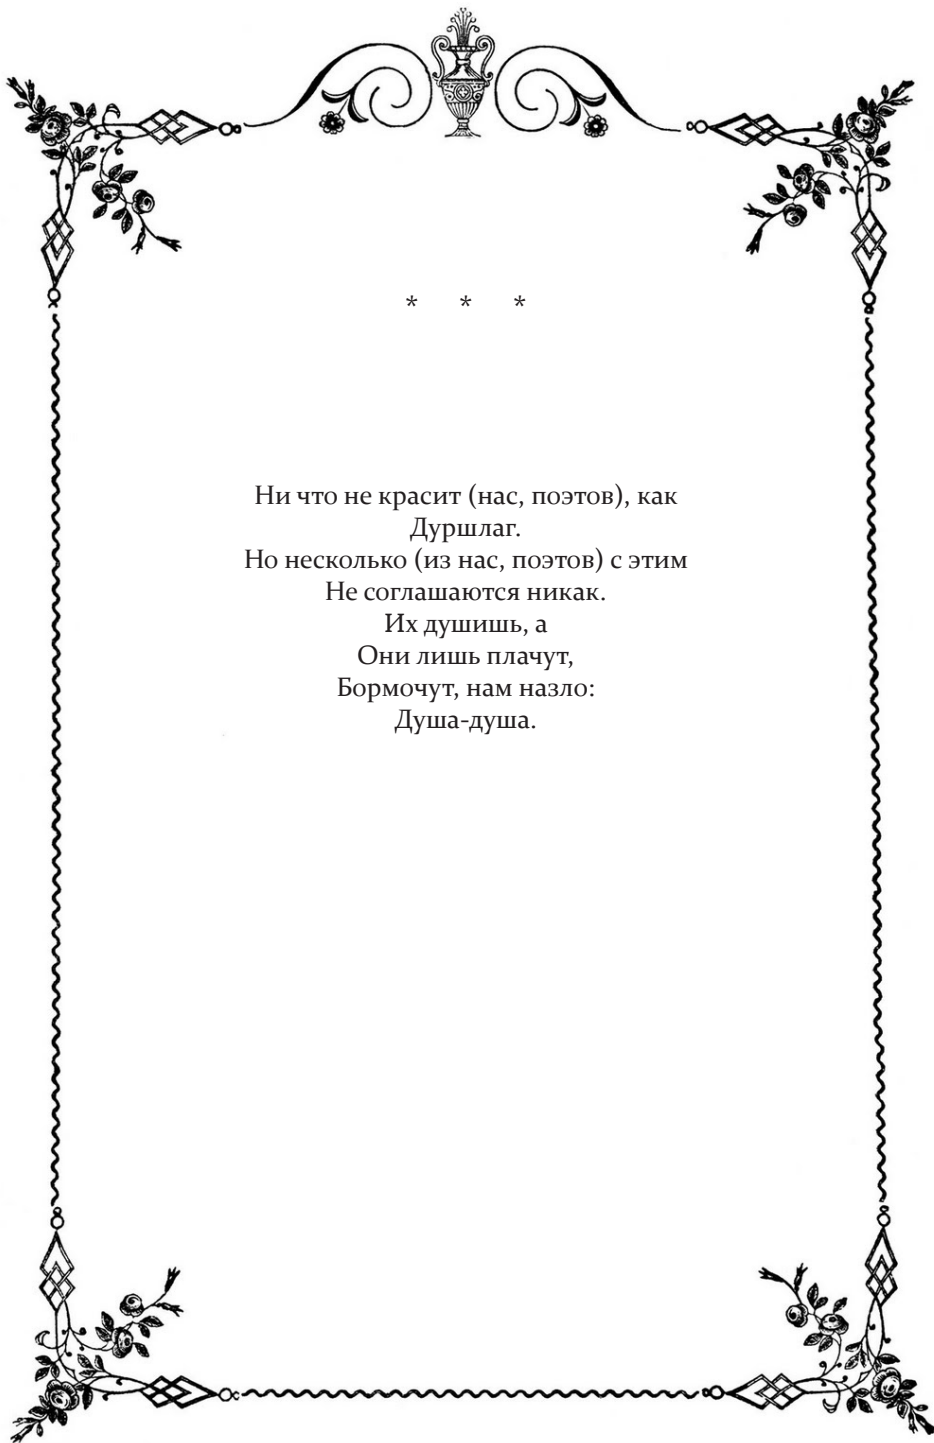 * * *
Ни что не красит (нас, поэтов), как
Дуршлаг.
Но несколько (из нас, поэтов) с этим
Не соглашаются никак.
Их душишь, а
Они лишь плачут,
Бормочут, нам назло:
Душа-душа.